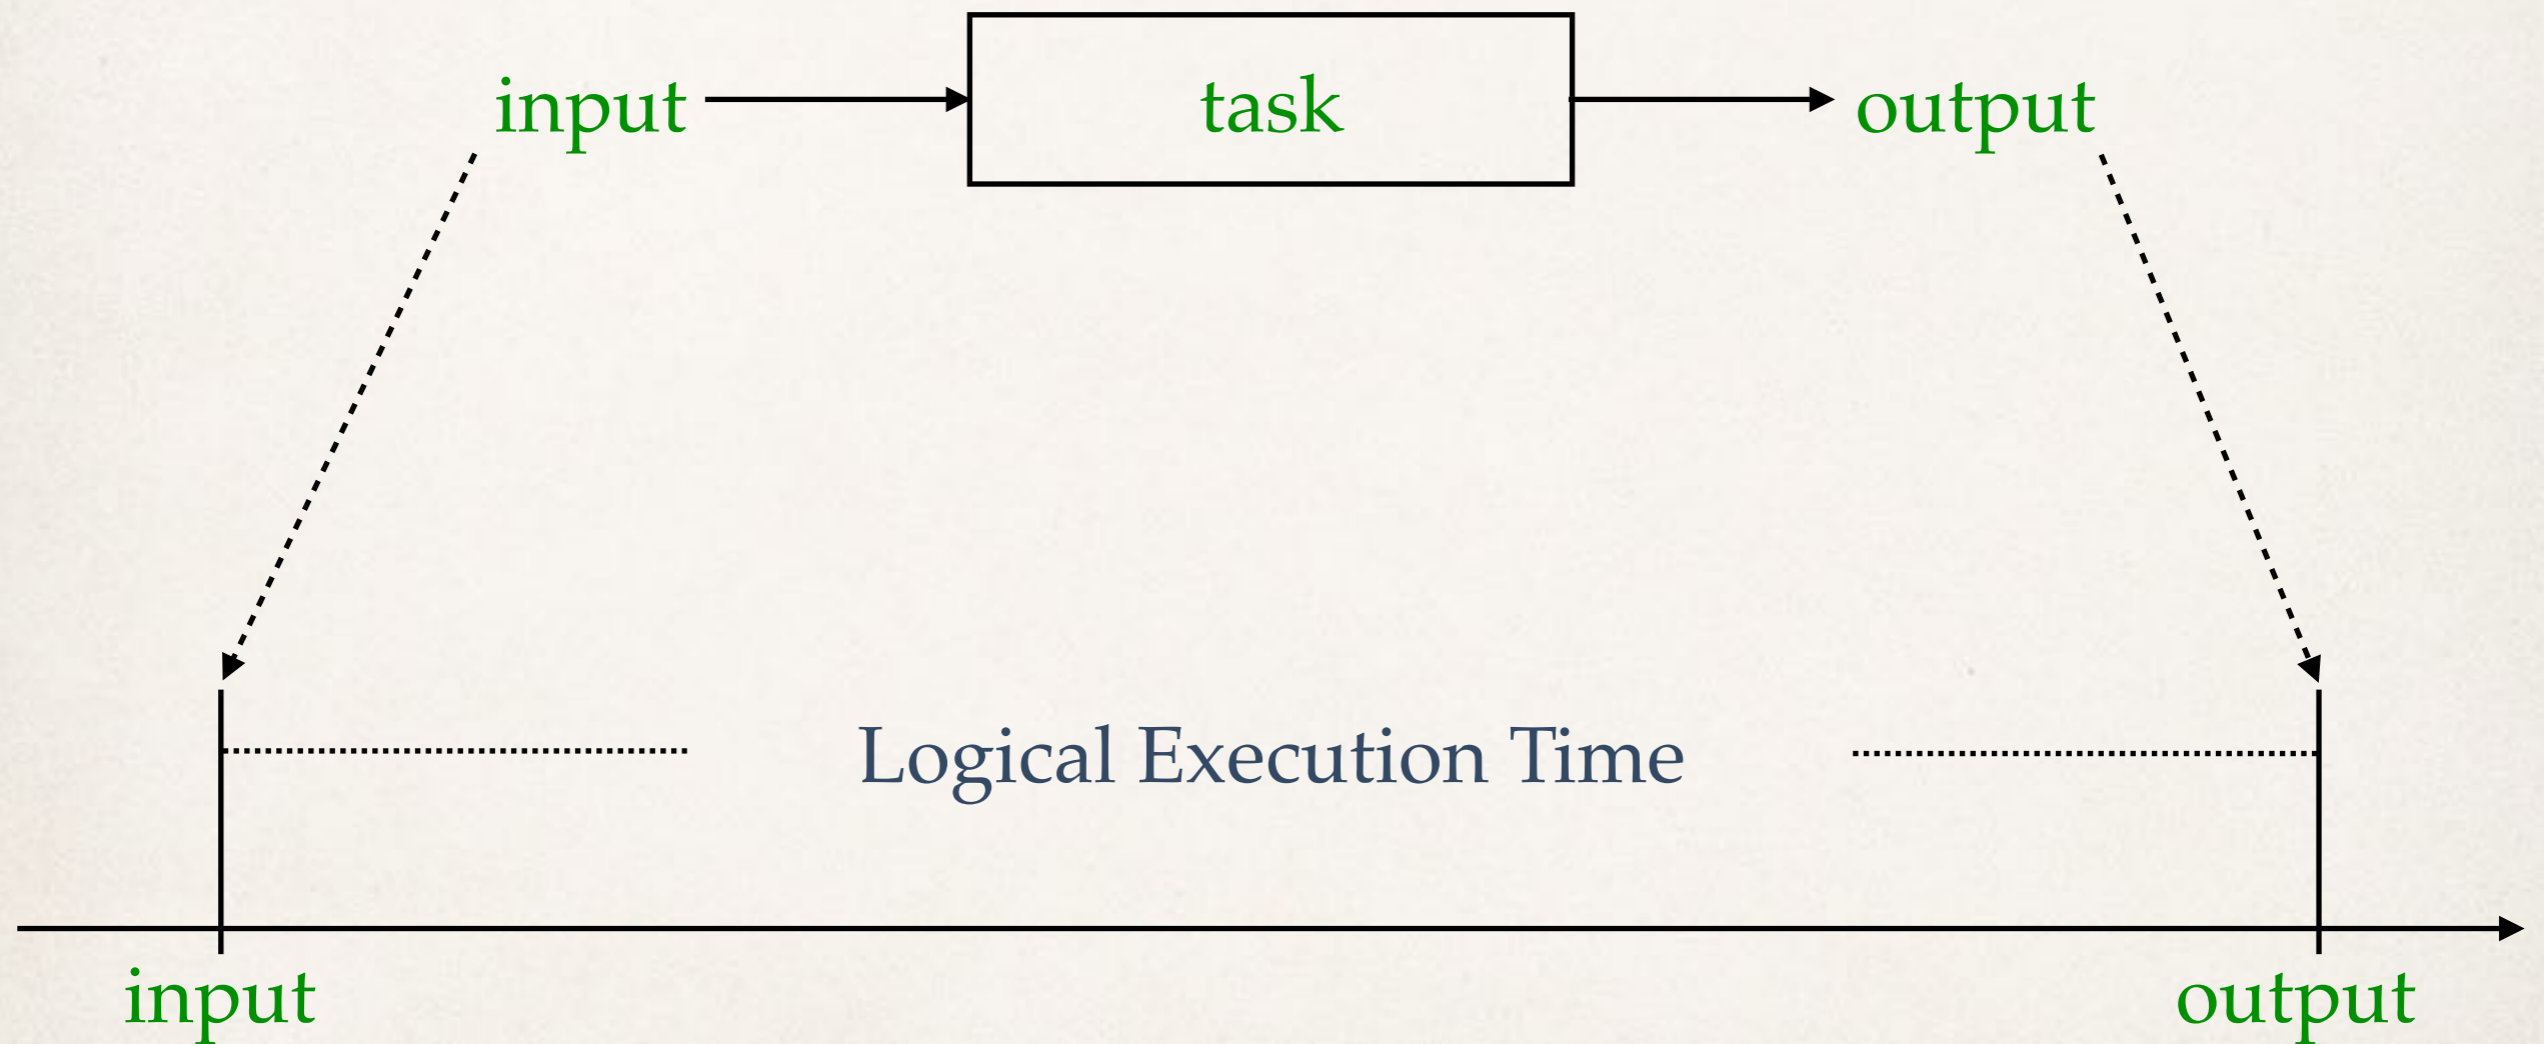 input
task
output
Logical Execution Time
input
output